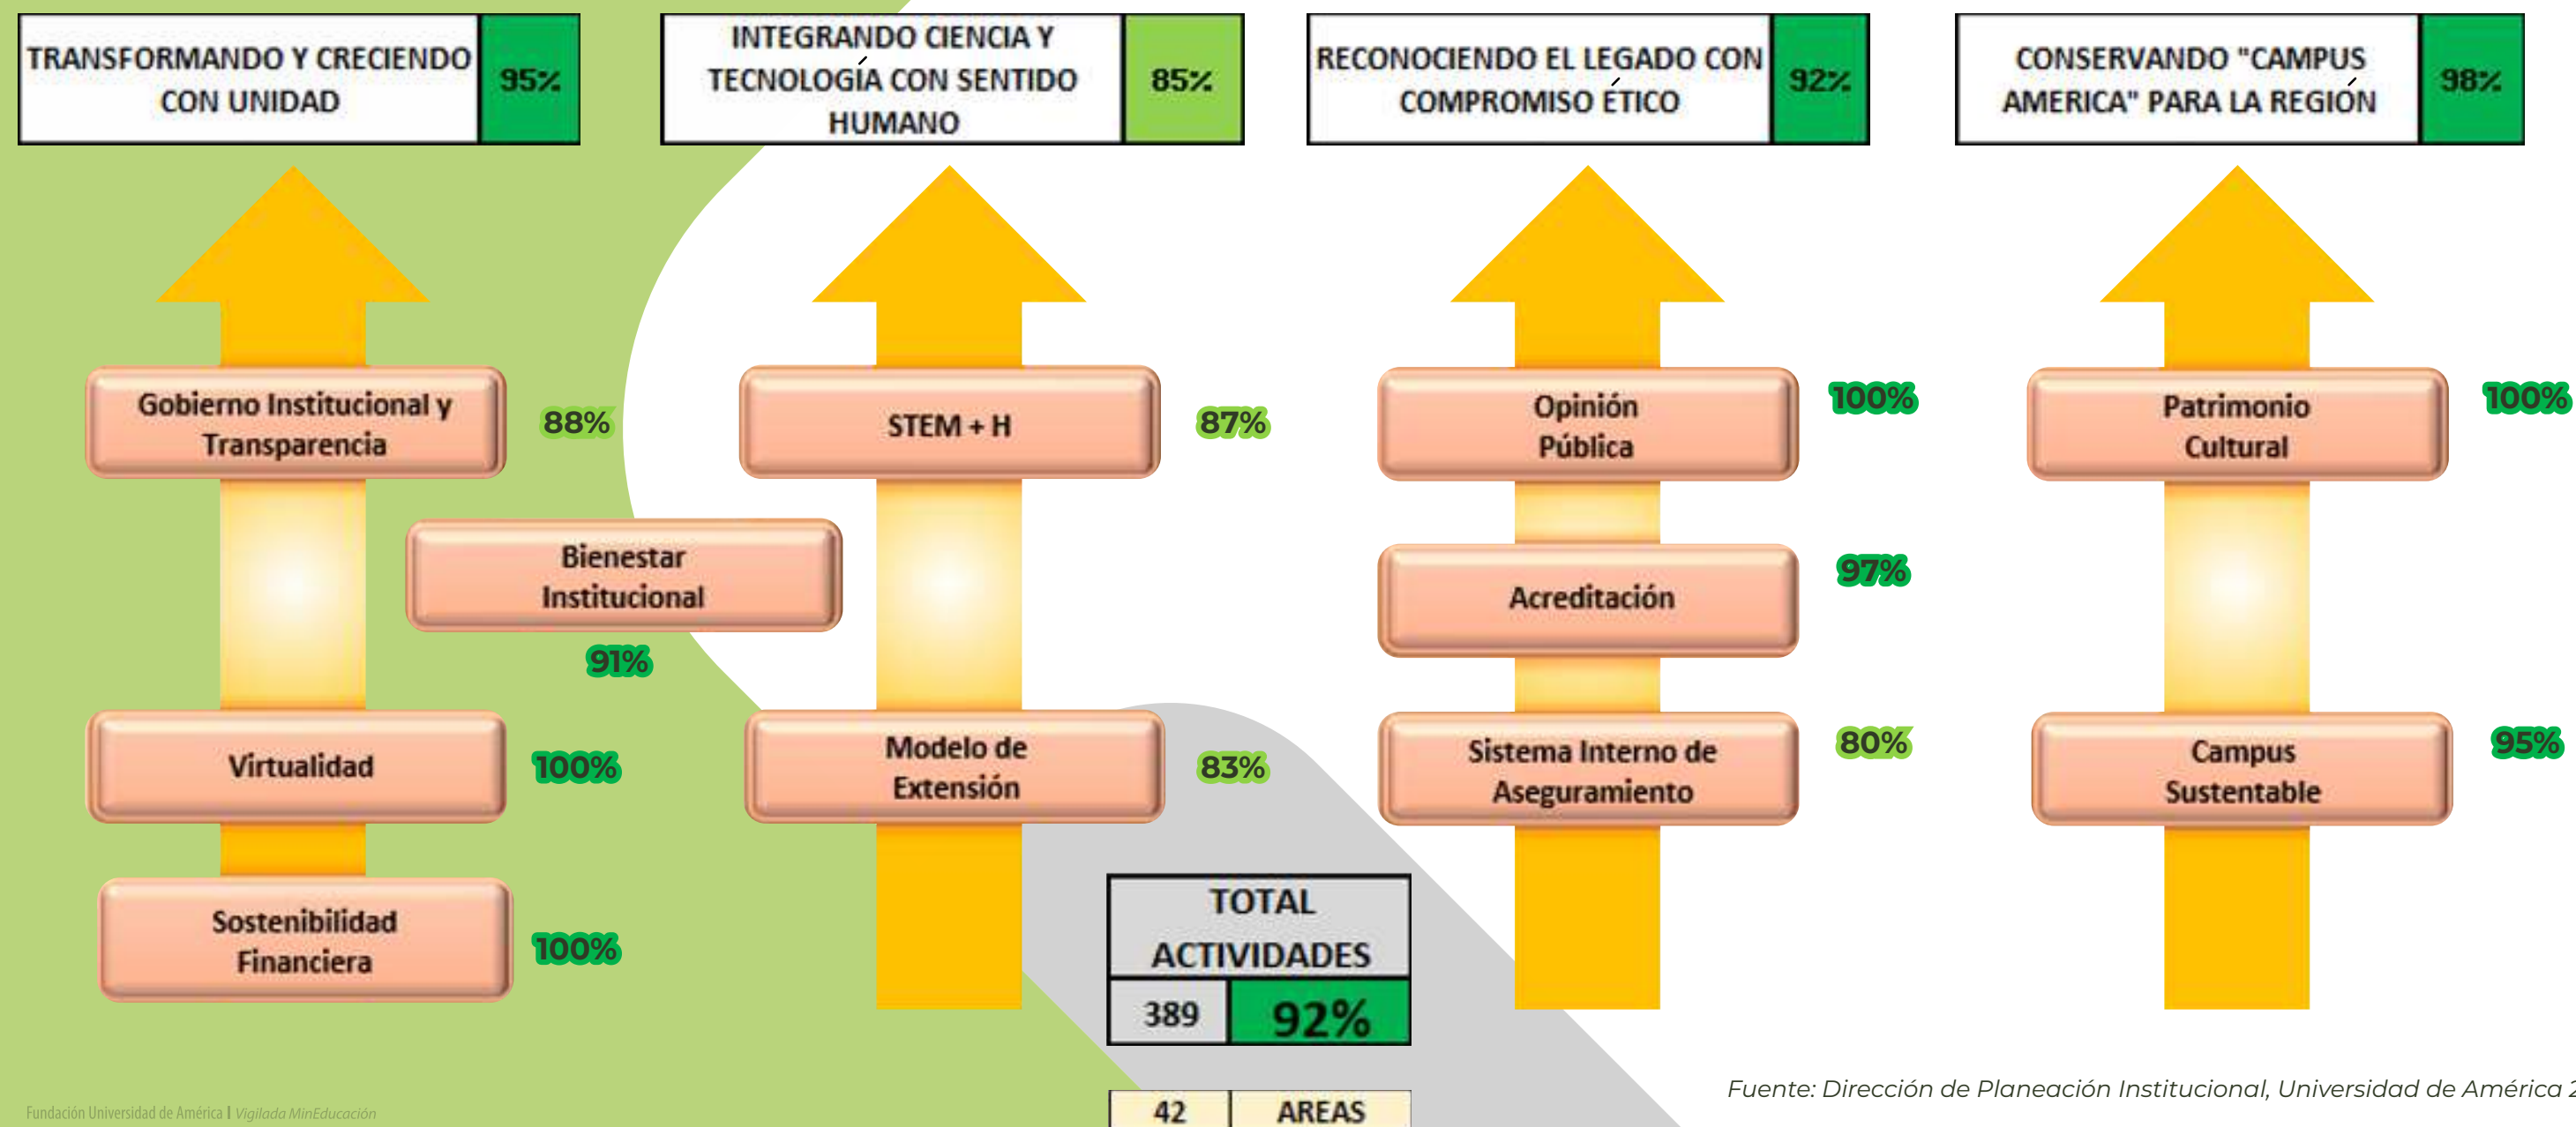 TRANSFORMANDO Y CRECIENDO
CON UNIDAD
95%
INTEGRANDO CIENCIA Y
TECNOLOGÍA CON SENTIDO
HUMANO
85%
RECONOCIENDO EL LEGADO CON
COMPROMISO ÉTICO
92%
CONSERVANDO "CAMPUS
AMERICA" PARA LA REGIÓN
98%
Gobierno Institucional y
Transparencia
88%
STEM + H
87%
Opinión
Pública
100%
Patrimonio
Cultural
100%
Bienestar
Institucional
91%
Acreditación
97%
Virtualidad
100%
Modelo de
Extensión
83%
Sistema Interno de
Aseguramiento
80%
Campus
Sustentable
95%
Sostenibilidad
Financiera
100%
TOTAL
ACTIVIDADES
389
92%
42
AREAS
Fuente: Dirección de Planeación Institucional, Universidad de América
Fundación Universidad de América | Vigilada MinEducación